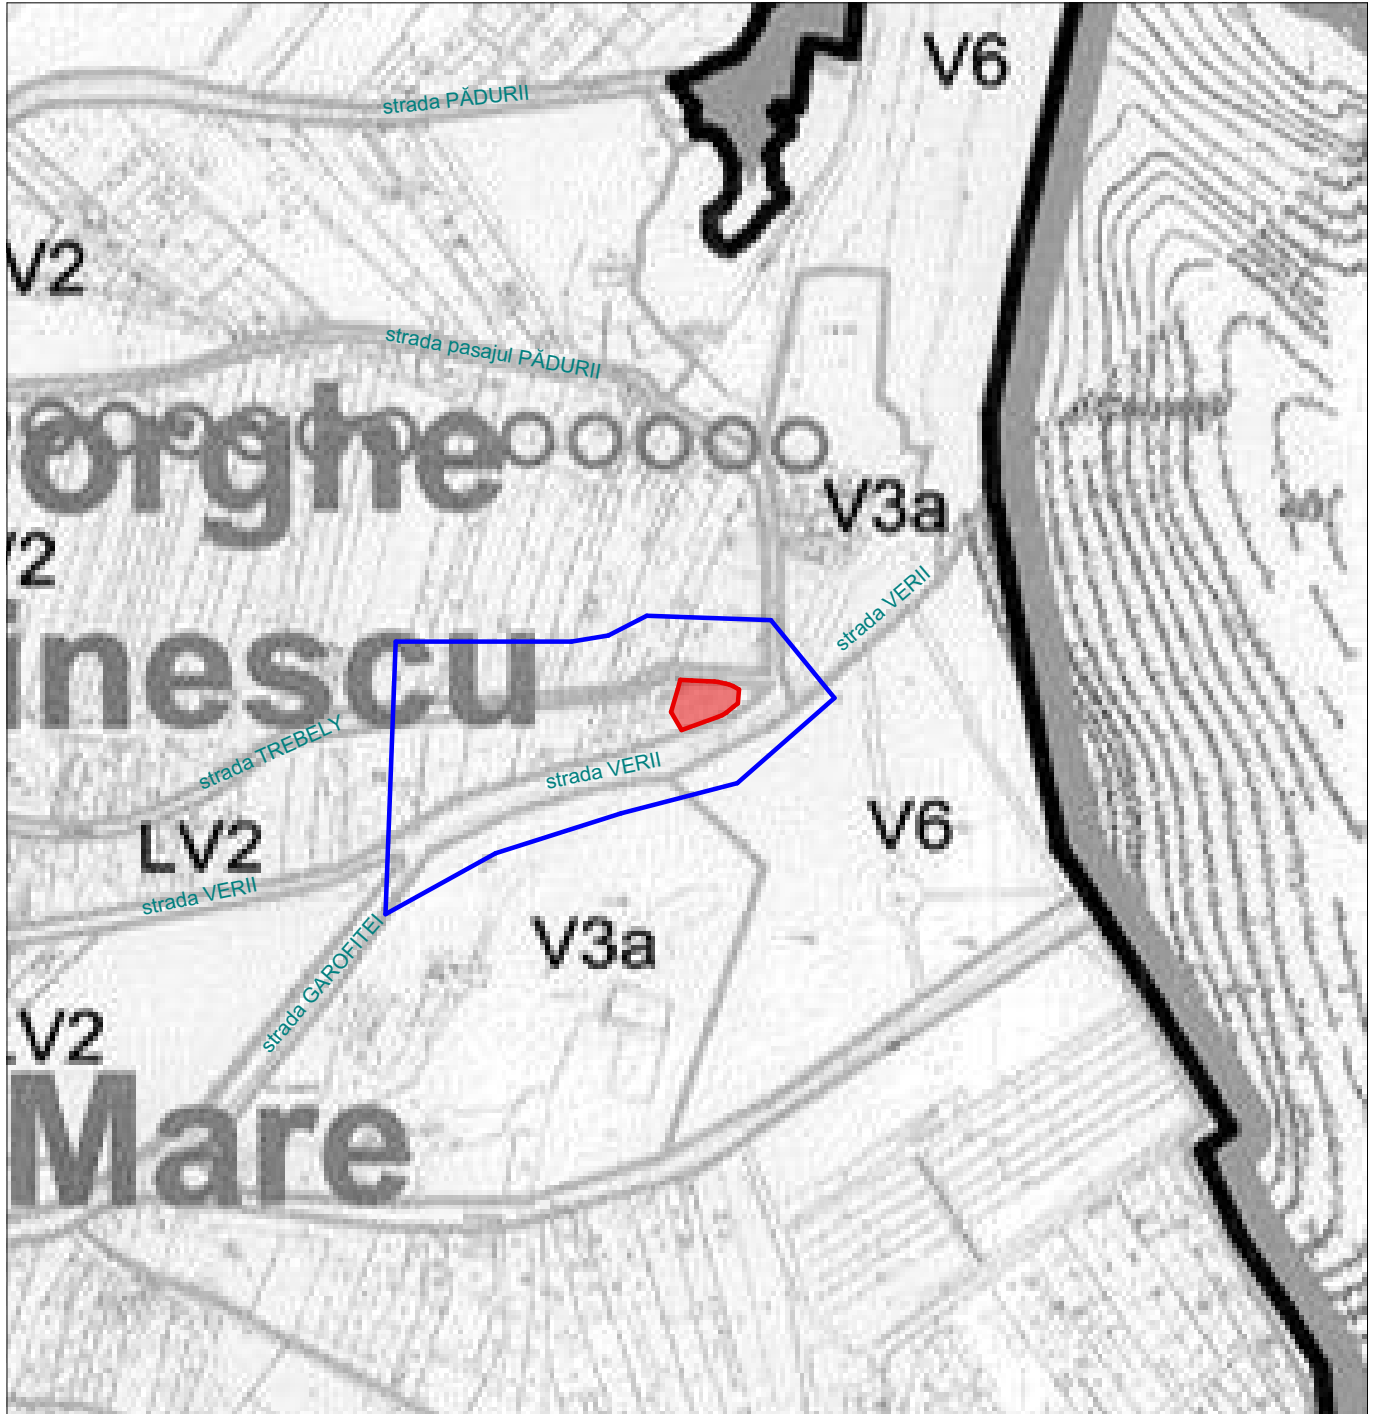 V6
strada PĂDURII
V2
strada pasajul PĂDURII
orghe
V3a
V2
strada VERII
inescu
strada TREBELY
strada VERII
V6
LV2
strada VERII
V3a
strada GAROFITEI
LV2
Mare